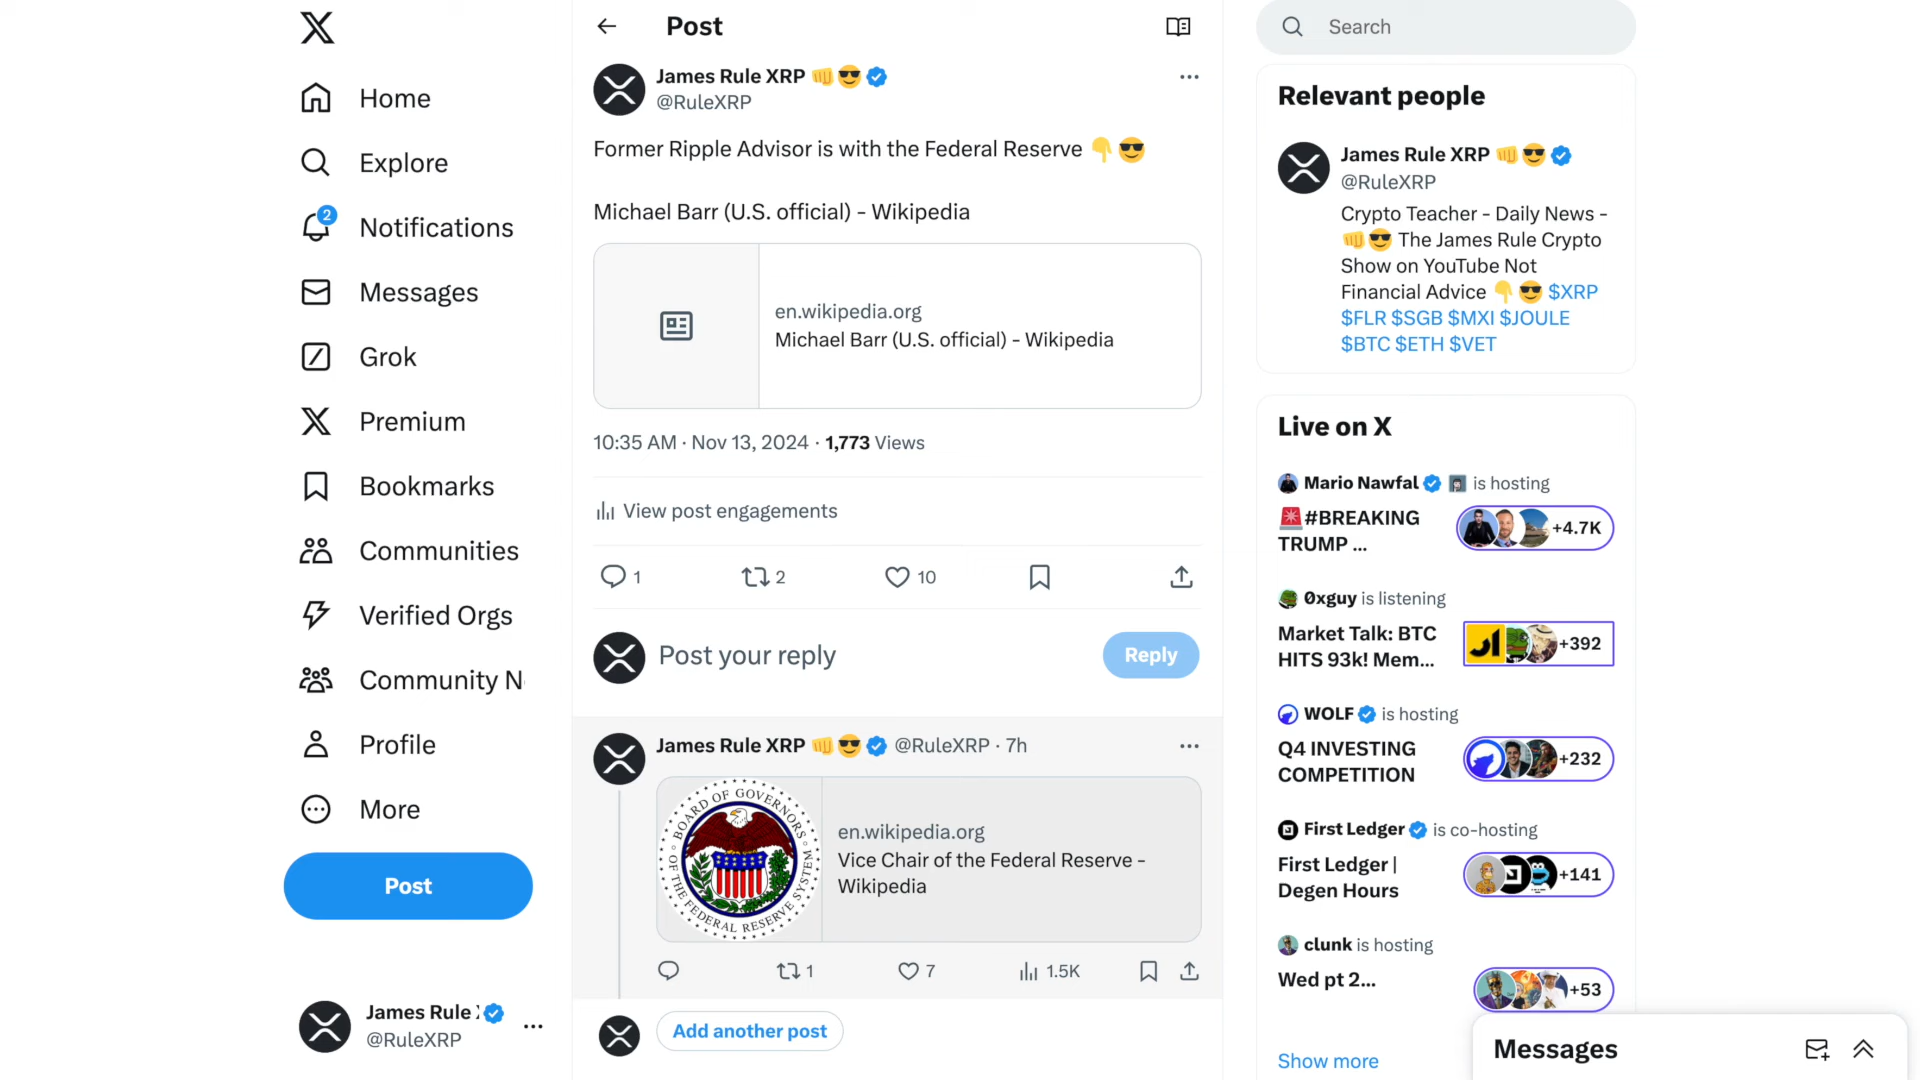 Home
Explore
2
Notifications
Messages
Grok
Premium
Bookmarks
Communities
Verified Orgs
Community N
Profile
More
Post
James Rule
@RuleXRP
Post
James Rule XRP 👊😎
@RuleXRP
Former Ripple Advisor is with the Federal Reserve 👇😎
Michael Barr (U.S. official) - Wikipedia
en.wikipedia.org
Michael Barr (U.S. official) - Wikipedia
10:35 AM · Nov 13, 2024 · 1,773 Views
View post engagements
1
2
10
Post your reply
Reply
James Rule XRP 👊😎 @RuleXRP · 7h
BOARD OF GOVERNORS
OF THE FEDERAL RESERVE SYSTEM
en.wikipedia.org
Vice Chair of the Federal Reserve -
Wikipedia
1
7
1.5K
Add another post
Search
Relevant people
James Rule XRP 👊😎
@RuleXRP
Crypto Teacher - Daily News -
👊😎 The James Rule Crypto
Show on YouTube Not
Financial Advice 👇😎 $XRP
$FLR $SGB $MXI $JOULE
$BTC $ETH $VET
Live on X
Mario Nawfal is hosting
🚨#BREAKING
TRUMP ...
+4.7K
0xguy is listening
Market Talk: BTC
HITS 93k! Mem...
+392
WOLF is hosting
Q4 INVESTING
COMPETITION
+232
First Ledger is co-hosting
First Ledger |
Degen Hours
+141
clunk is hosting
Wed pt 2...
+53
Show more
Messages